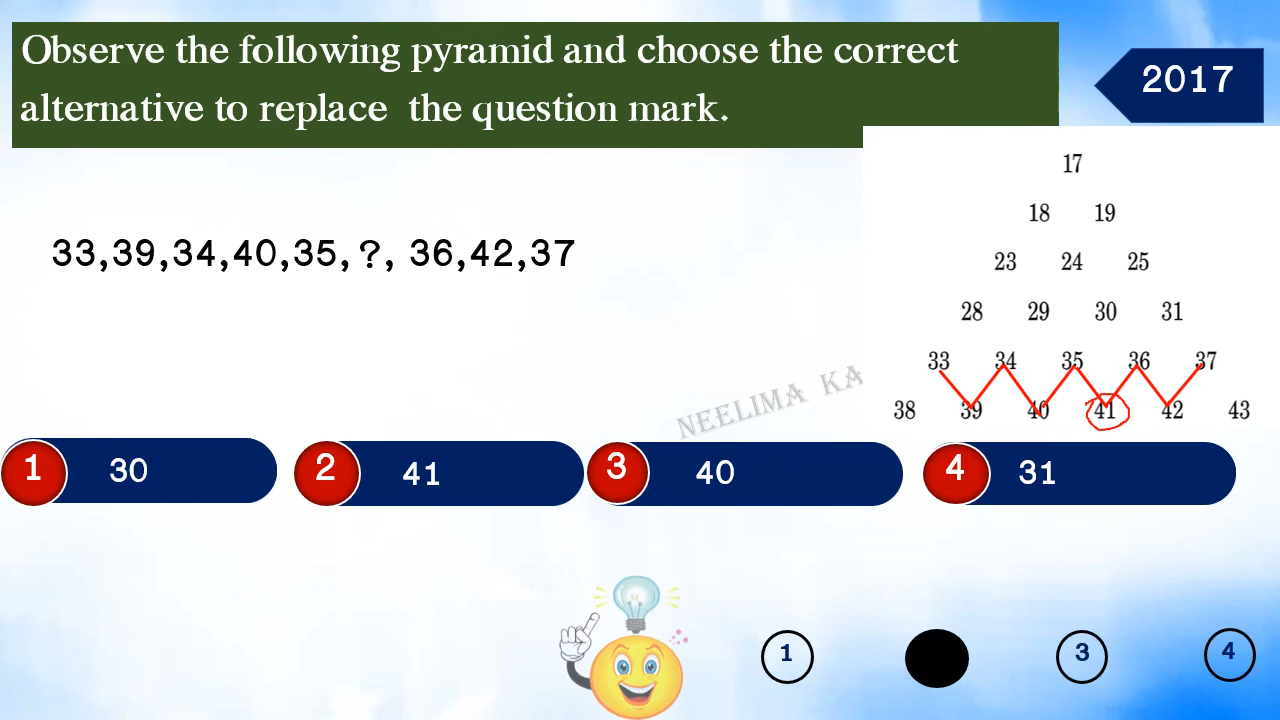 Observe the following pyramid and choose the correct
alternative to replace the question mark.
2017
17
18 19
23 24 25
33,39,34,40,35,?, 36,42,37
28 29 30 31
33 34 35 36 37
NEELIMA KA
38 39 40 41 42 43
1 30
2 41
3 40
4 31
1 3 4